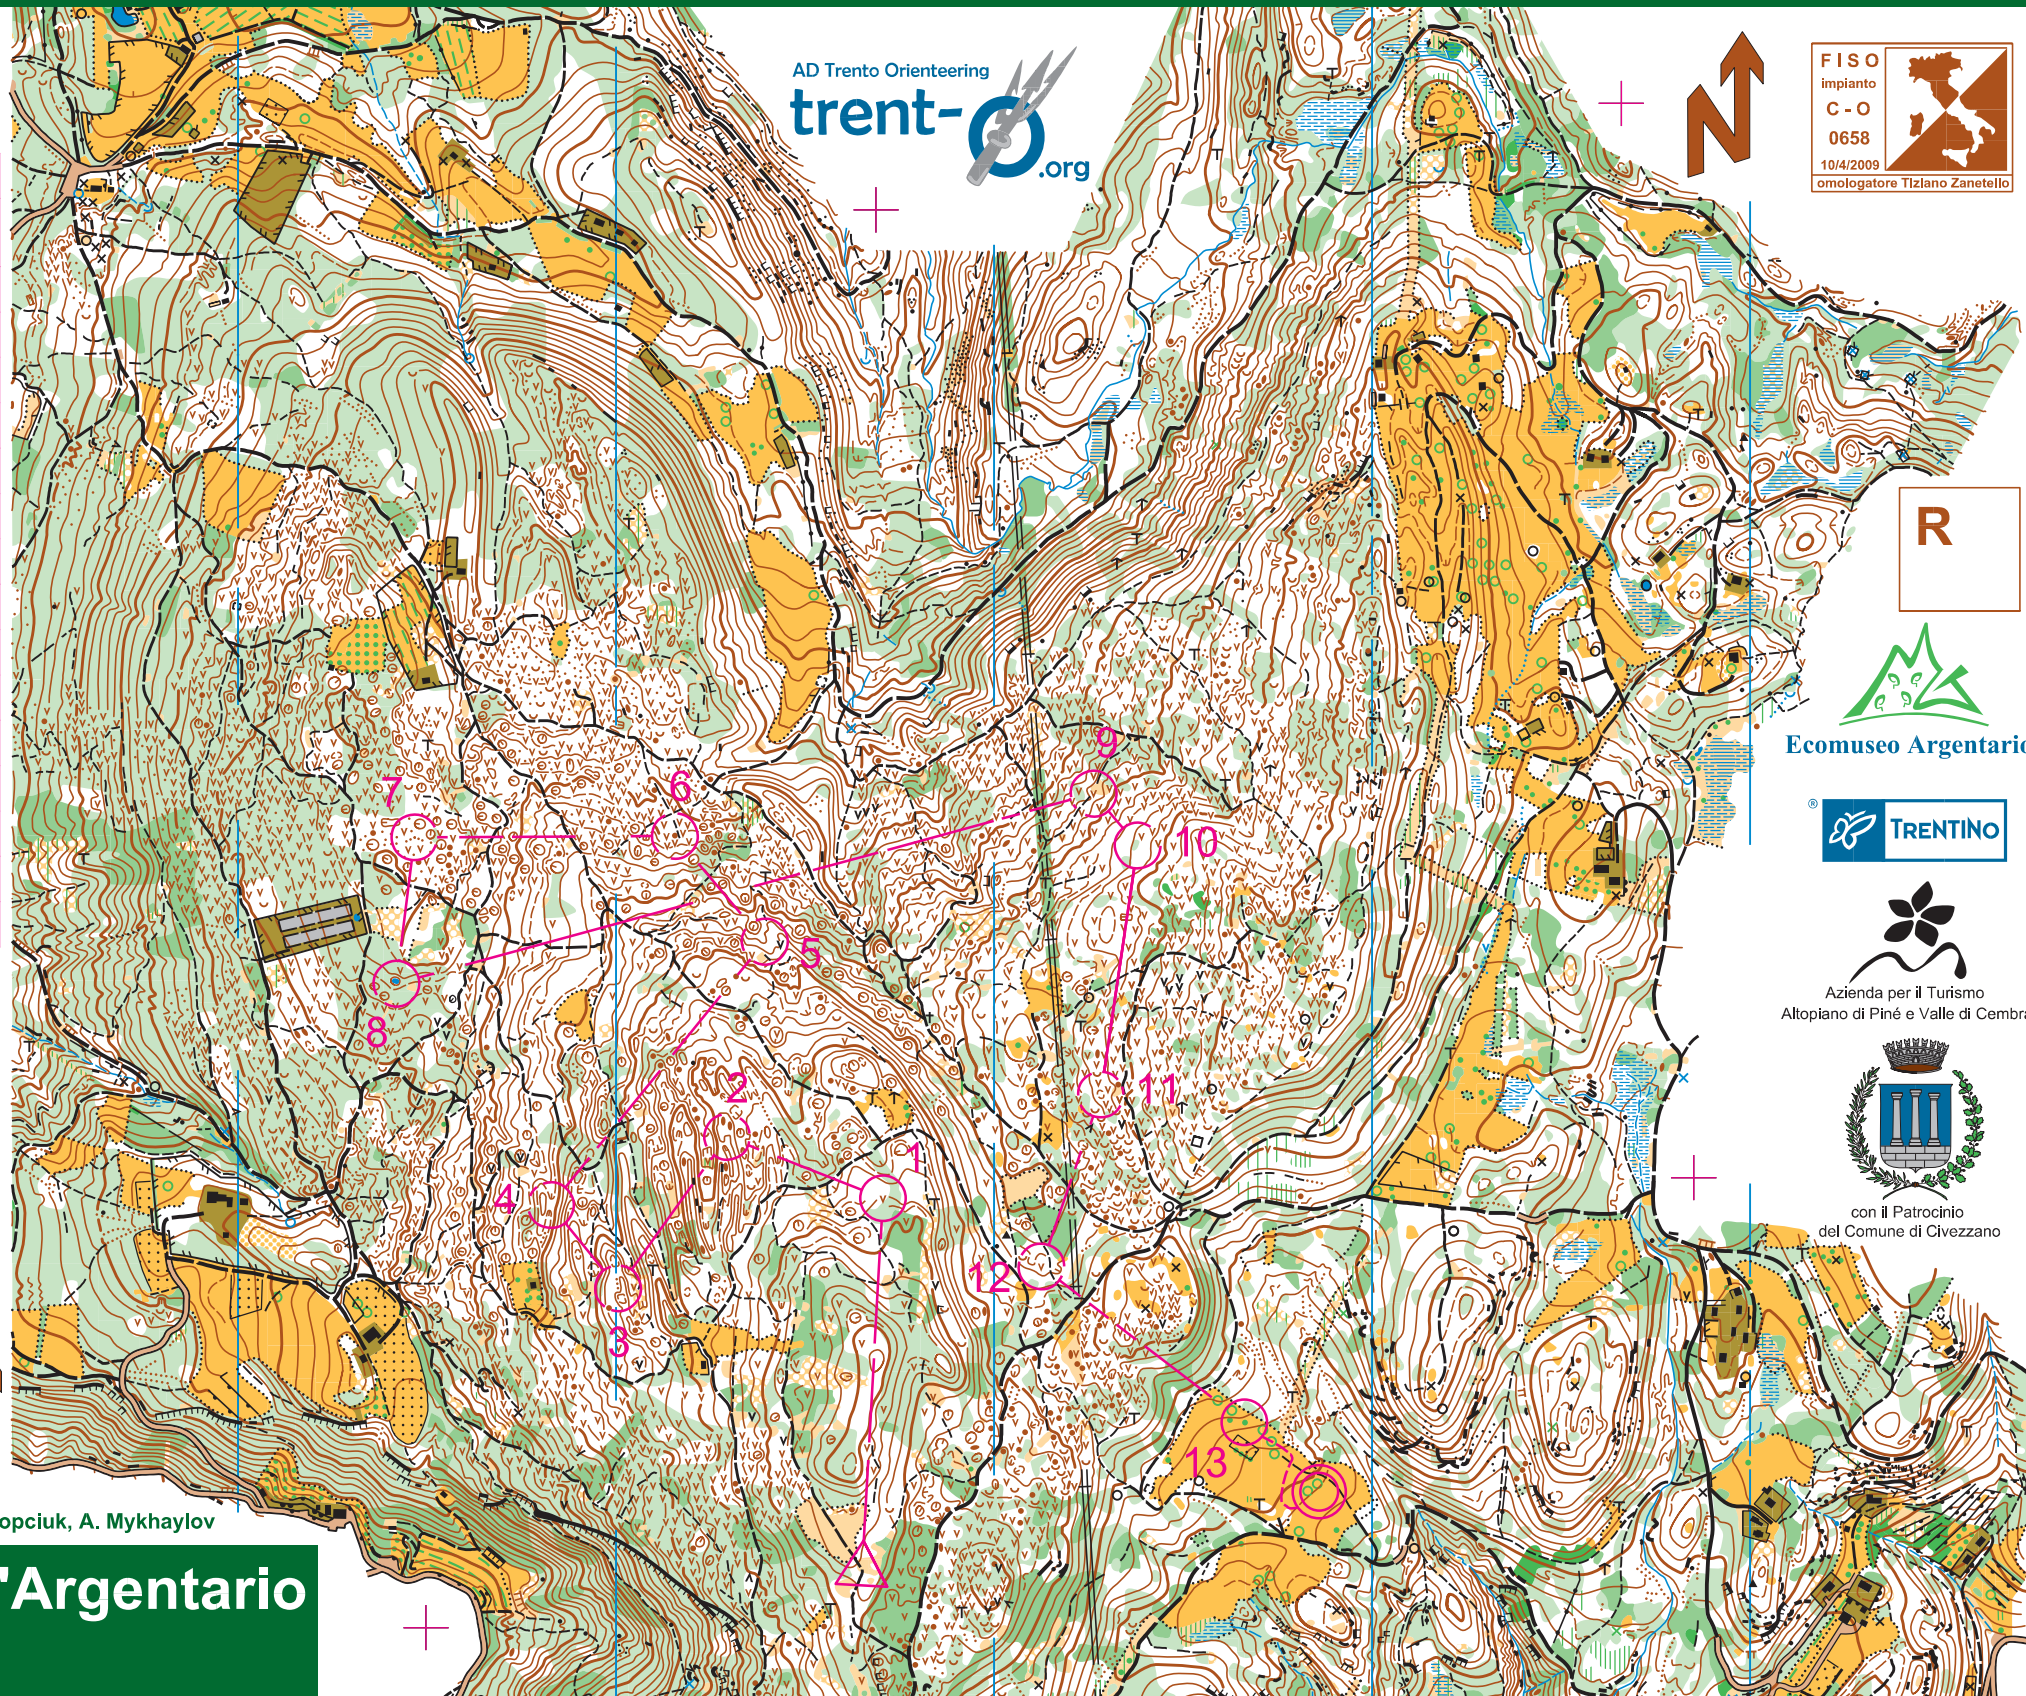 AD Trento Orienteering
trent-O
.org
FISO
impianto
C - O
0658
10/4/2009
omologatore TIziano Zanetello
R
Ecomuseo Argentario
®
TRENTINO
Azienda per il Turismo
Altopiano di Piné e Valle di Cembra
con il Patrocinio
del Comune di Civezzano
9
6
7
10
5
8
2
11
1
4
12
3
13
opciuk, A. Mykhaylov
'Argentario